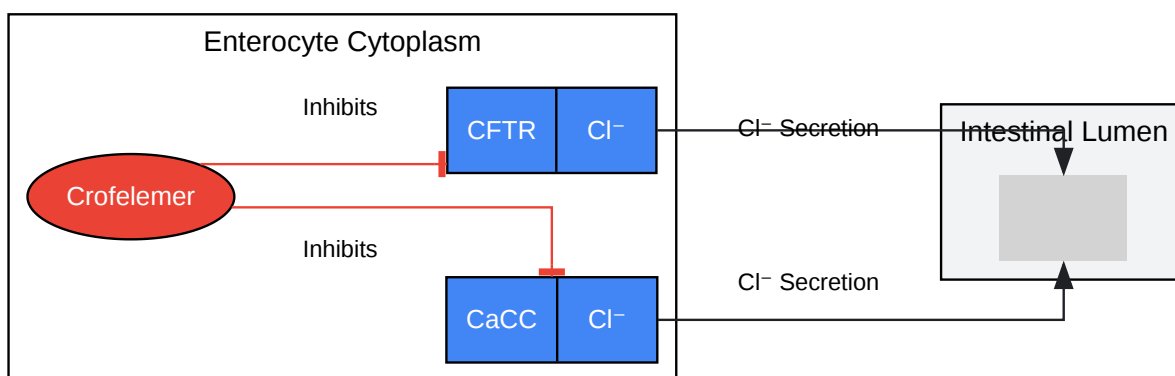 Enterocyte Cytoplasm
Inhibits
CFTR
Cl⁻
Cl⁻ Secretion
Intestinal Lumen
Crofelemer
Inhibits
Cl⁻ Secretion
CaCC
Cl⁻